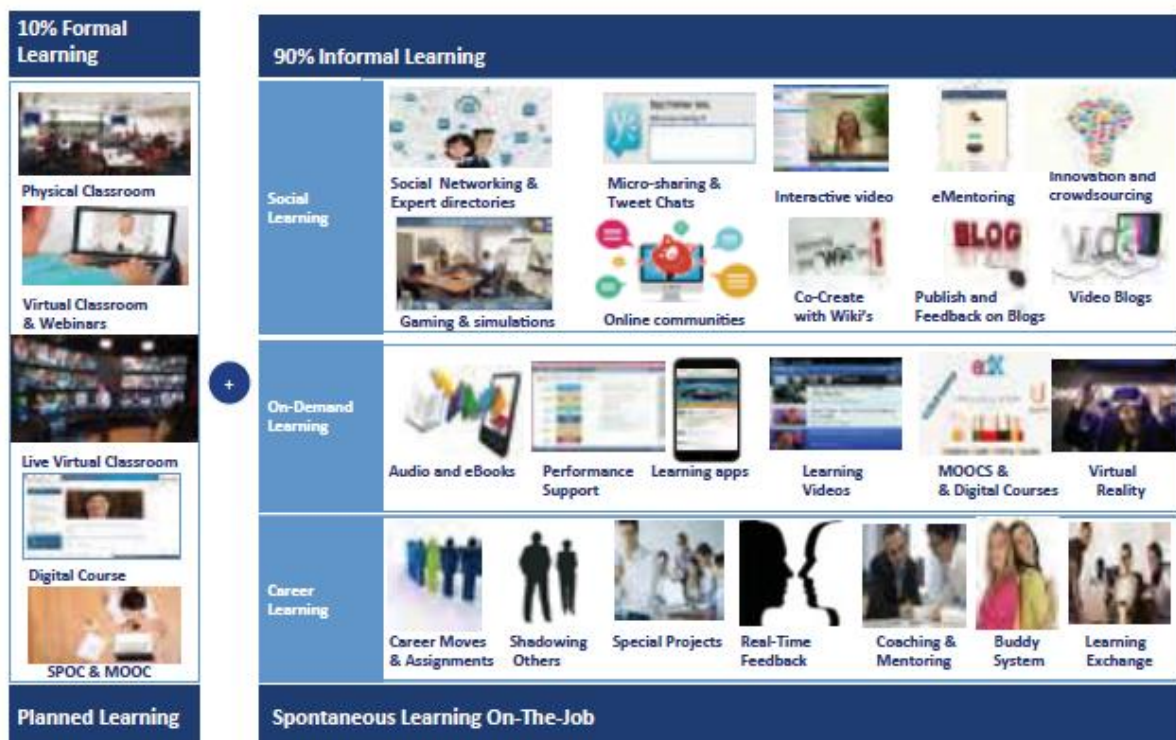 10% Formal
Learning
Physical Classroom
Virtual Classroom
& Webinars
Live Virtual Classroom
Digital Course
SPOC & MOOC
Planned Learning
+
90% Informal Learning
Social
Learning
Social Networking &
Expert directories
Micro-sharing &
Tweet Chats
Interactive video
eMentoring
Innovation and
crowdsourcing
Gaming & simulations
Online communities
Wiki
Co-Create
with Wiki's
BLOG
Publish and
Feedback on Blogs
Video Blogs
On-Demand
Learning
Audio and eBooks
Performance
Support
Learning apps
Learning
Videos
MOOCS &
& Digital Courses
Virtual
Reality
Career
Learning
Career Moves
& Assignments
Shadowing
Others
Special Projects
Real-Time
Feedback
Coaching &
Mentoring
Buddy
System
Learning
Exchange
Spontaneous Learning On-The-Job